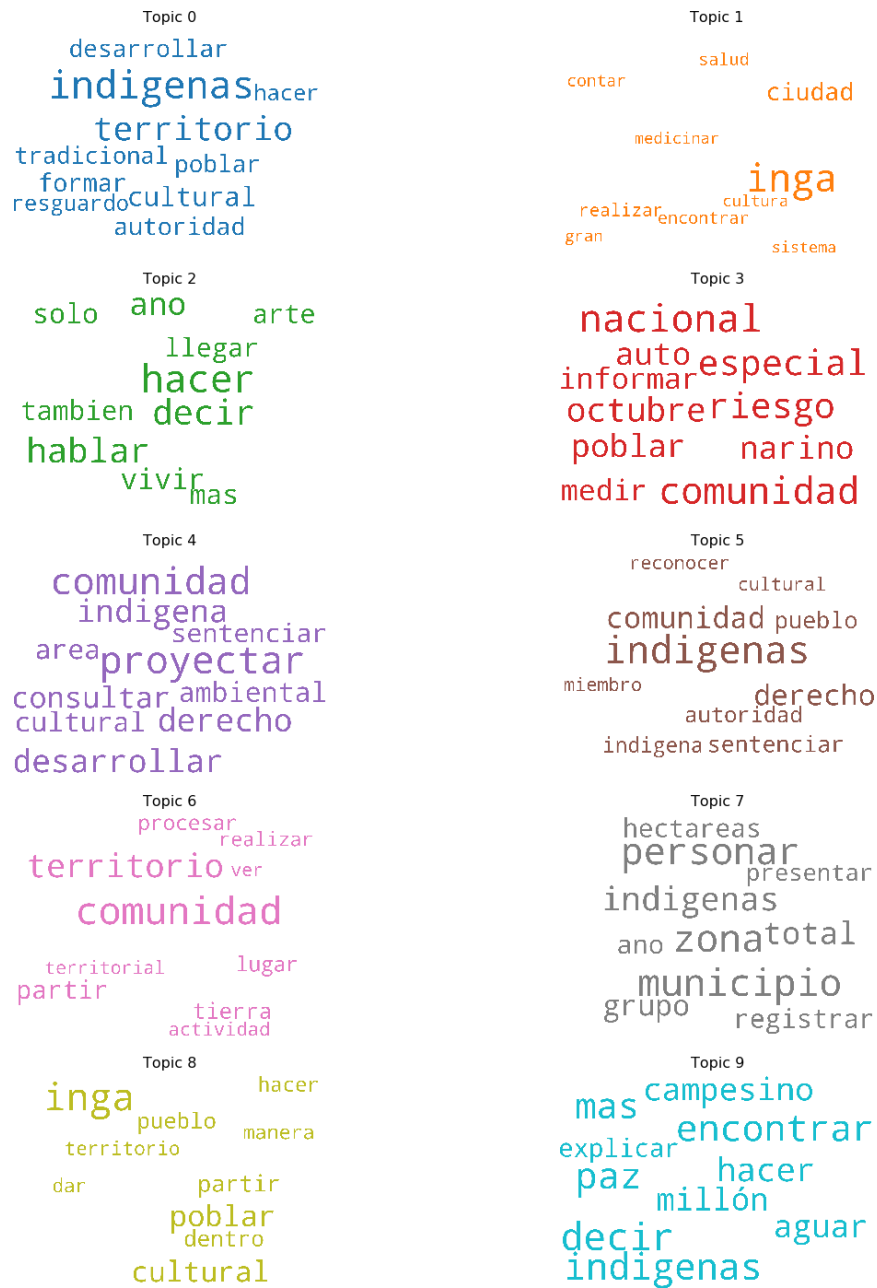 Topic 0
desarrollar
indigenas hacer
territorio
tradicional poblar
formar
resguardo cultural
autoridad
Topic 1
salud
contar
ciudad
medicinar
inga
cultura
realizar
encontrar
gran
sistema
Topic 2
ano
solo arte
llegar
hacer
tambien decir
hablar
vivir
mas
Topic 3
nacional
auto especial
informar
octubre riesgo
poblar narino
medir comunidad
Topic 4
comunidad
indigena
sentenciar
area proyectar
consultar ambiental
cultural derecho
desarrollar
Topic 5
reconocer
cultural
comunidad pueblo
indigenas
miembro
derecho
autoridad
indigena sentenciar
Topic 6
procesar
realizar
territorio ver
comunidad
territorial lugar
partir
tierra
actividad
Topic 7
hectareas
personar
presentar
indigenas
ano zona total
municipio
grupo
registrar
Topic 8
hacer
inga
pueblo
manera
territorio
dar partir
poblar
dentro
cultural
Topic 9
campesino
mas
encontrar
explicar
paz hacer
millón
decir aguar
indigenas